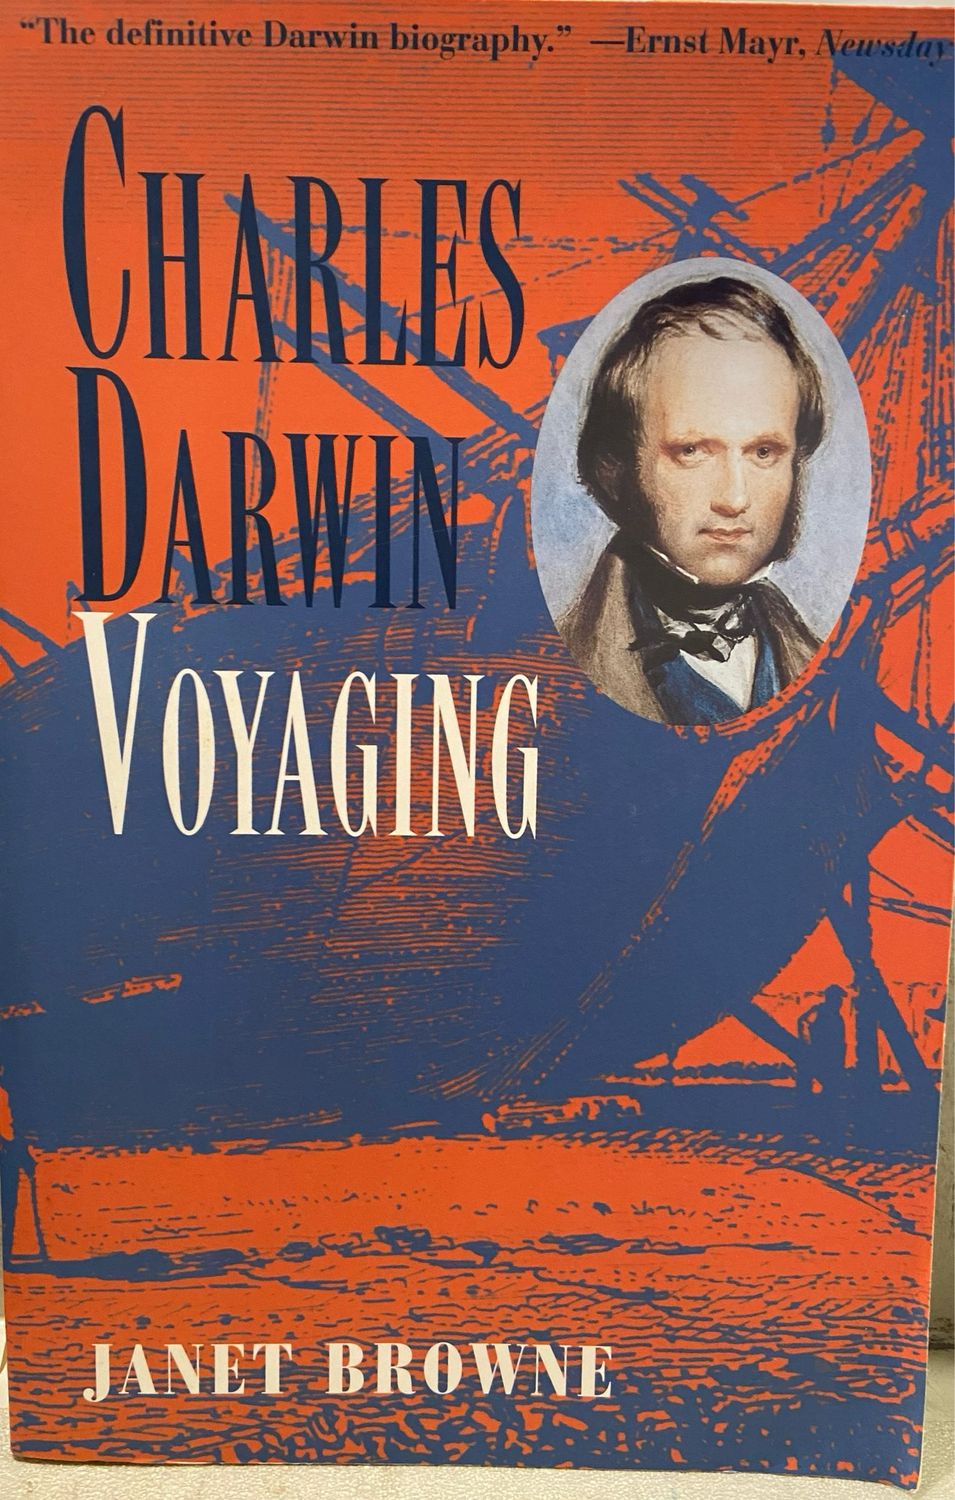 “The definitive Darwin biography.” —Ernst Mayr, Newsday
CHARLES
DARWIN
VOYAGING
JANET BROWNE